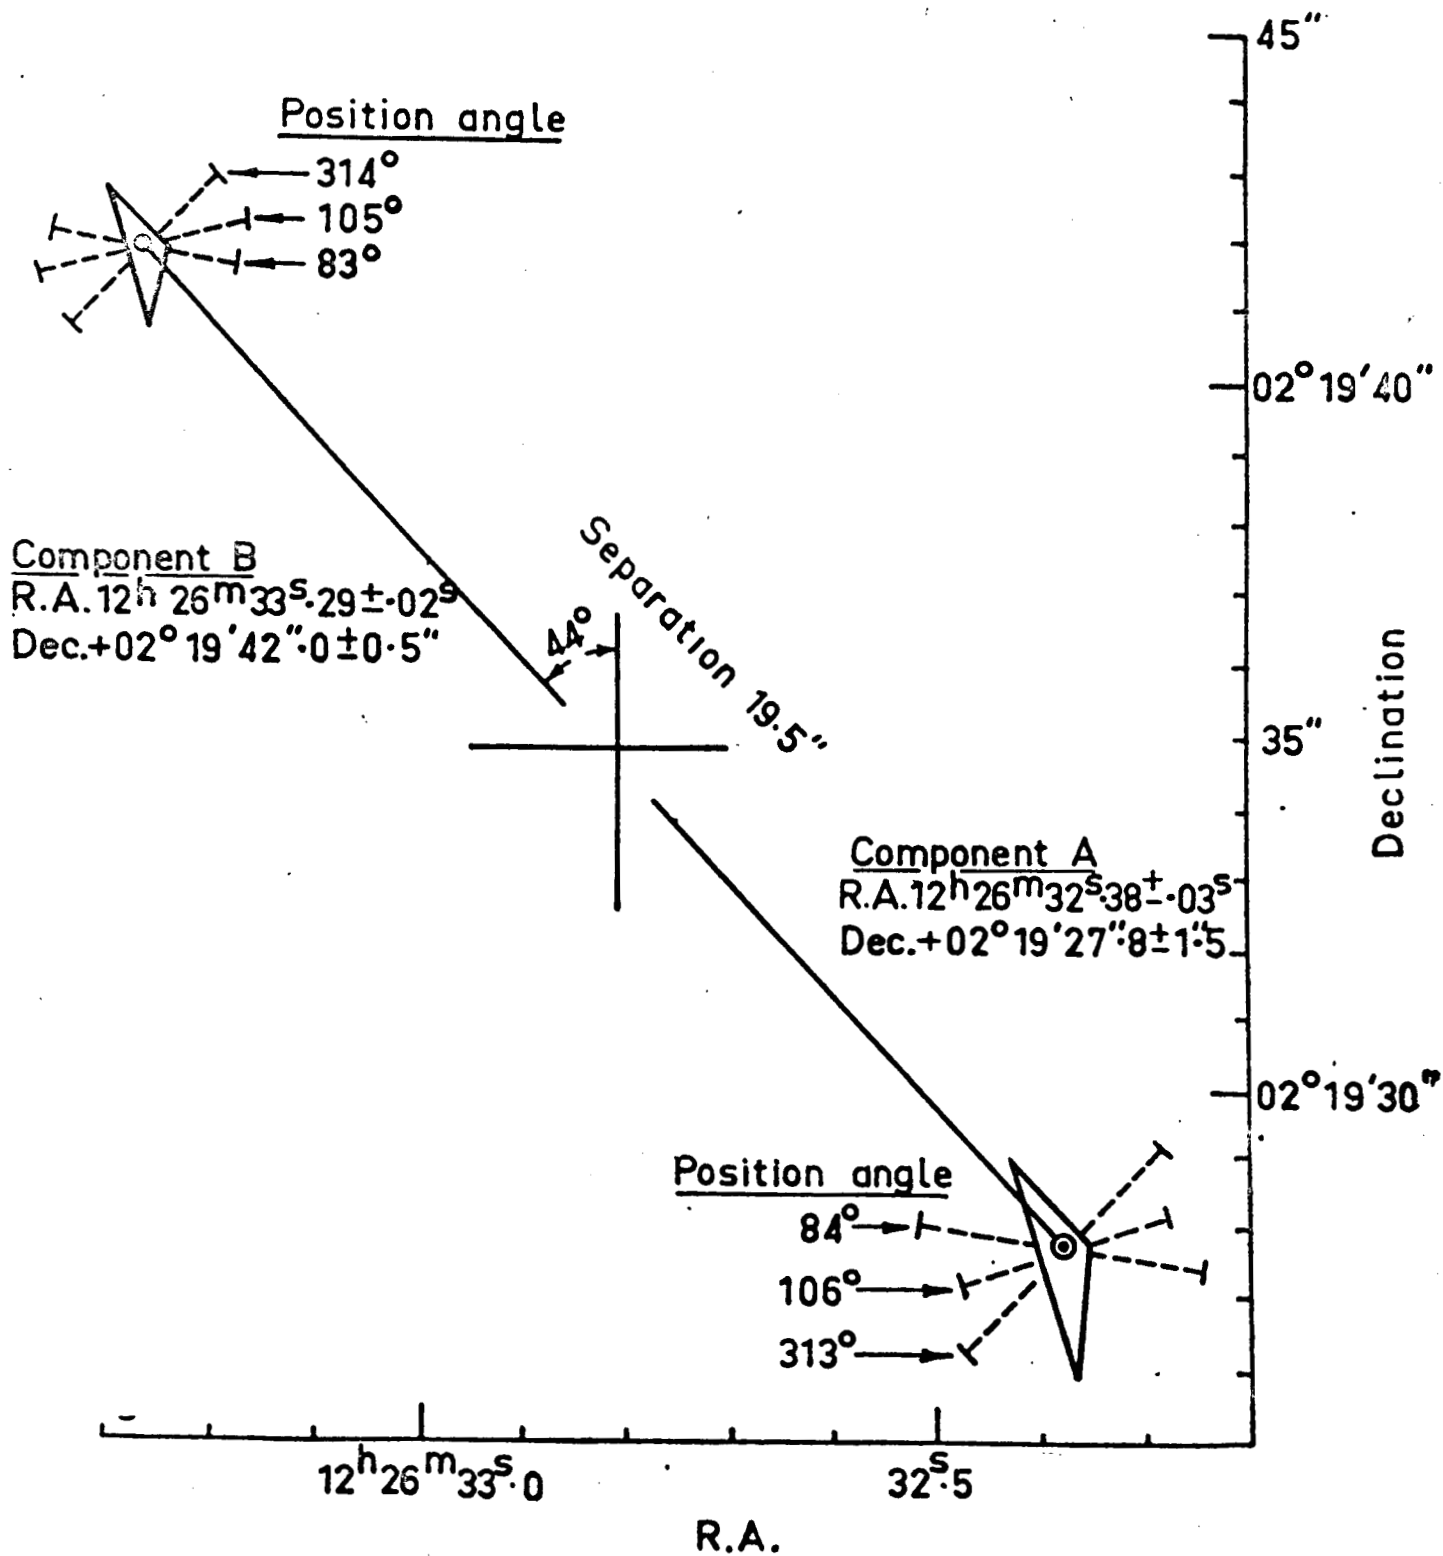 45″
Position angle
314°
105°
83°
02° 19′ 40″
Component B
R.A. 12ʰ 26ᵐ 33ˢ.29±.02ˢ
Dec.+02° 19′ 42″.0±0.5″
44°
Separation 19.5″
35″
Declination
Component A
R.A. 12ʰ 26ᵐ 32ˢ.38±.03ˢ
Dec.+02° 19′ 27″.8±1″.5
02° 19′ 30″
Position angle
84°
106°
313°
12ʰ 26ᵐ 33ˢ.0
32ˢ.5
R.A.